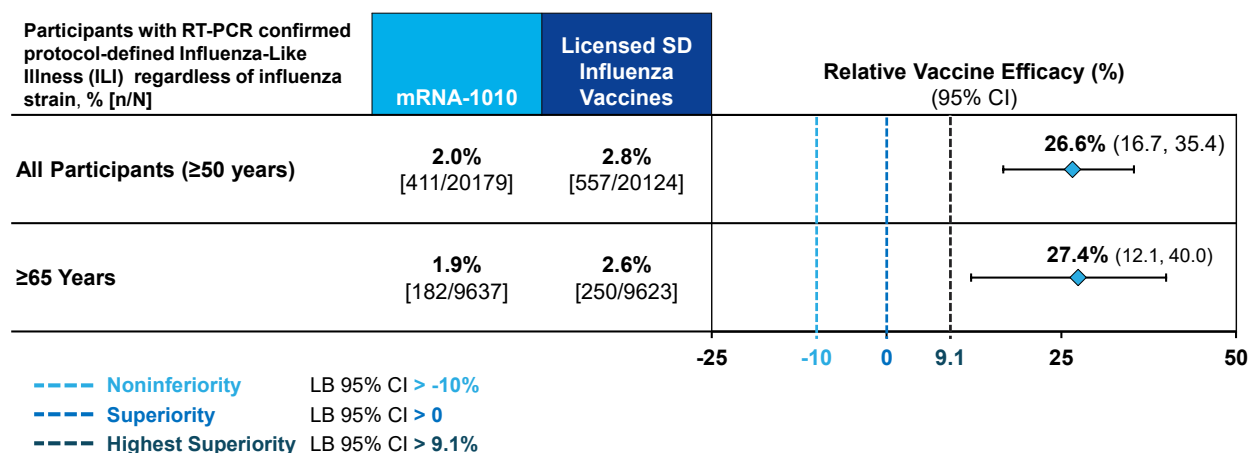 Participants with RT-PCR confirmed
protocol-defined Influenza-Like
Illness (ILI) regardless of influenza
strain, % [n/N]
mRNA-1010
Licensed SD
Influenza
Vaccines
Relative Vaccine Efficacy (%)
(95% CI)
All Participants (≥50 years)
2.0%
[411/20179]
2.8%
[557/20124]
26.6% (16.7, 35.4)
≥65 Years
1.9%
[182/9637]
2.6%
[250/9623]
27.4% (12.1, 40.0)
-25 -10 0 9.1 25 50
Noninferiority LB 95% CI > -10%
Superiority LB 95% CI > 0
Highest Superiority LB 95% CI > 9.1%